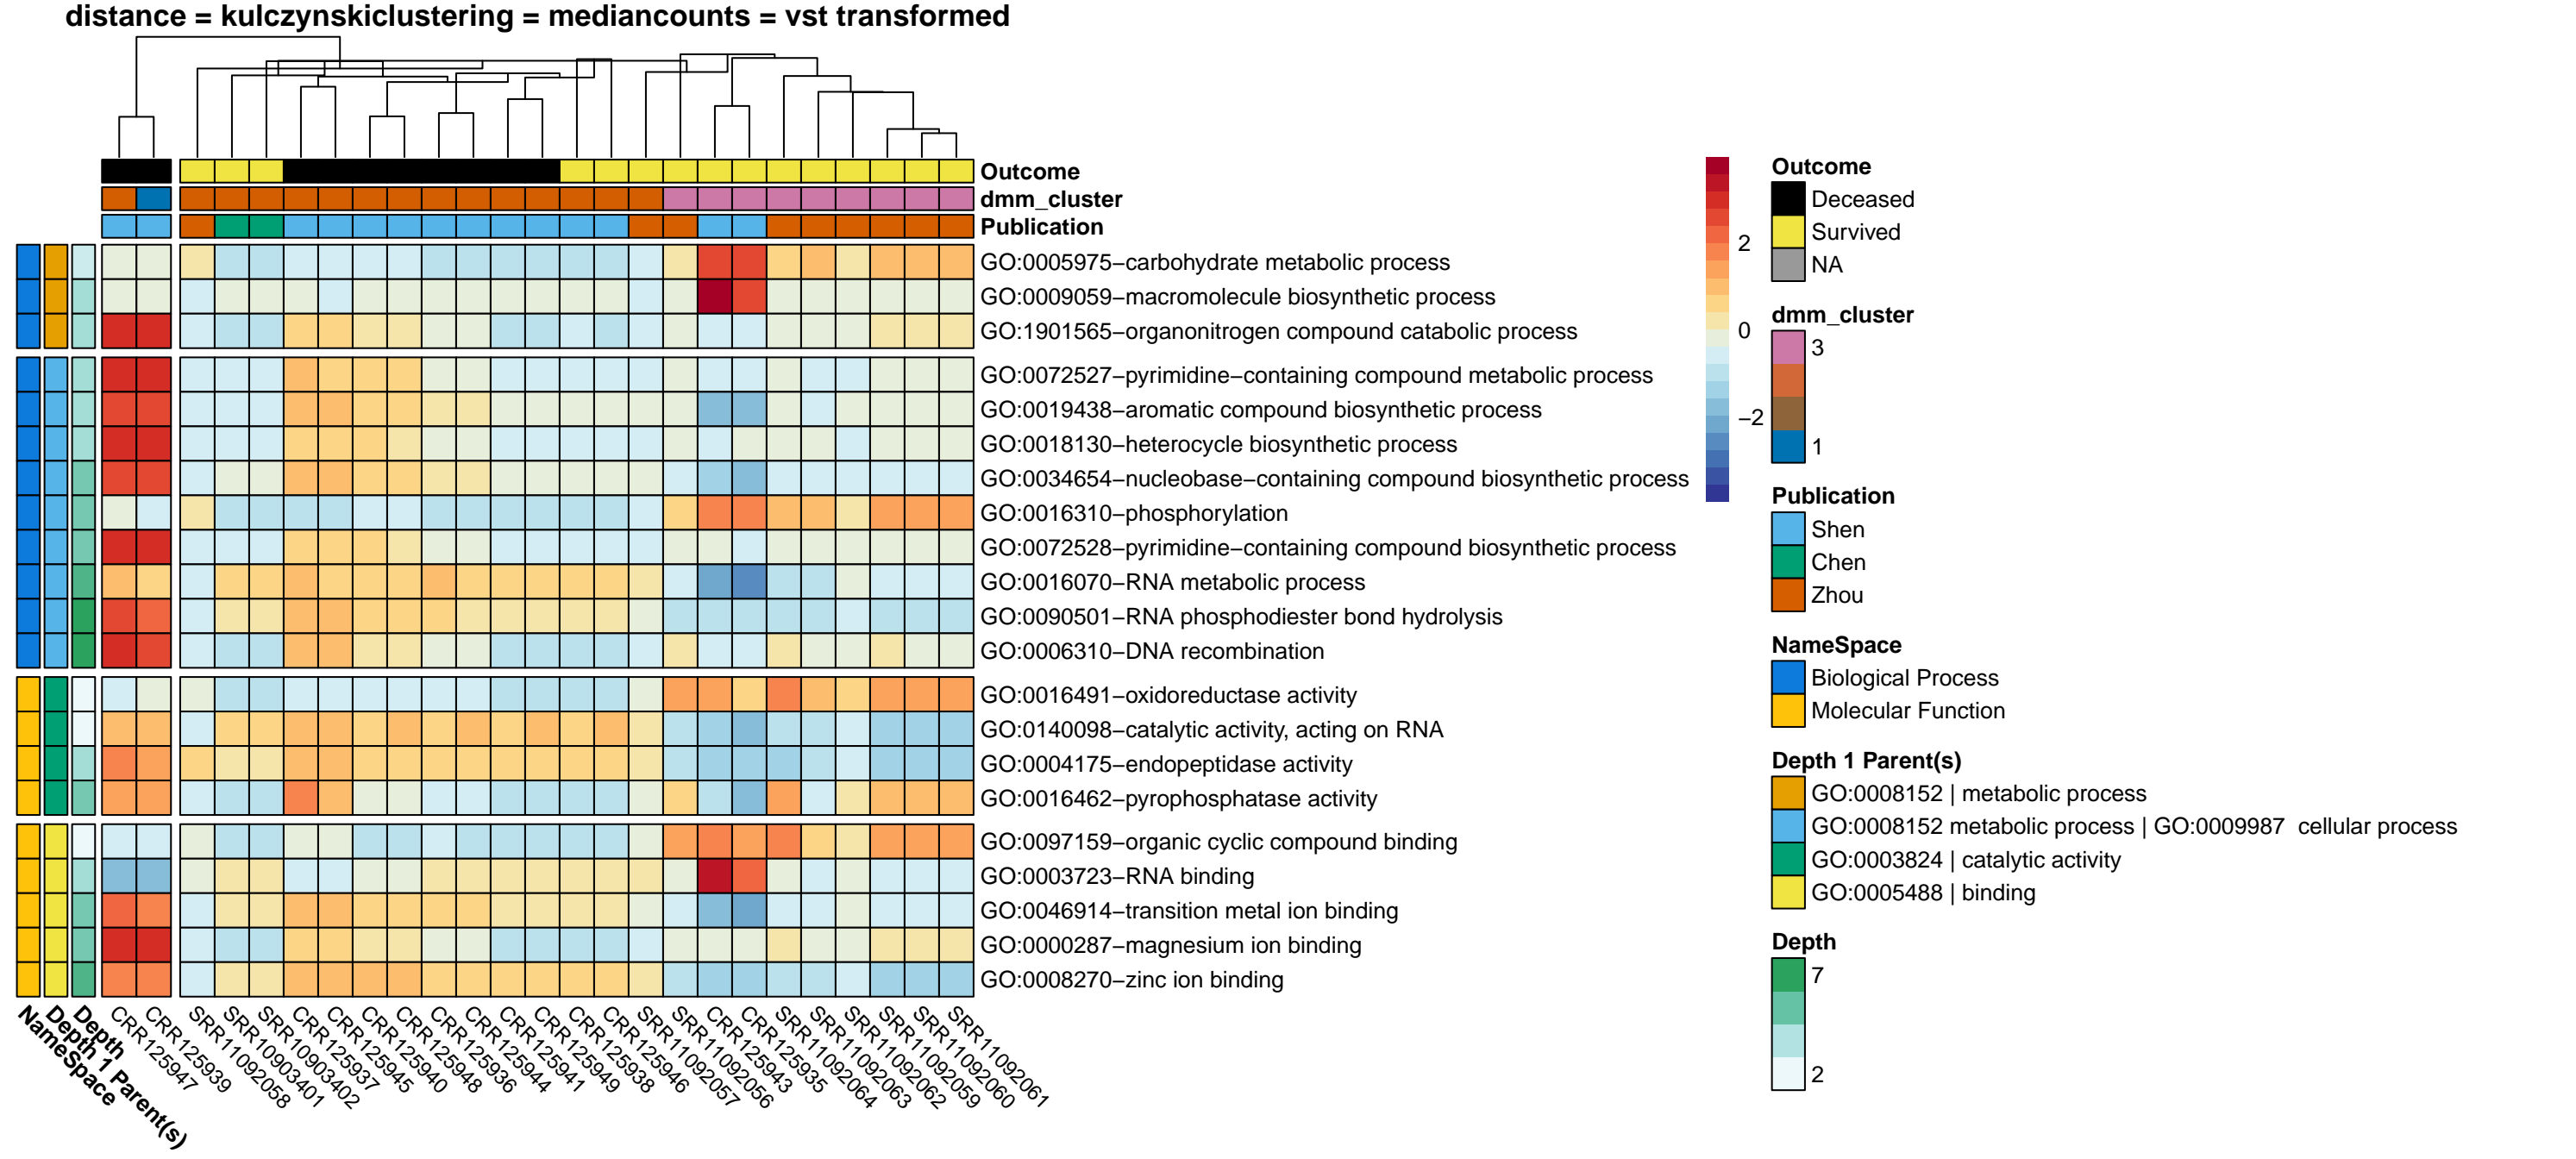 distance = kulczynskiclustering = mediancounts = vst transformed
Outcome
dmm_cluster
Publication
GO:0005975−carbohydrate metabolic process
GO:0009059−macromolecule biosynthetic process
GO:1901565−organonitrogen compound catabolic process
GO:0072527−pyrimidine−containing compound metabolic process
GO:0019438−aromatic compound biosynthetic process
GO:0018130−heterocycle biosynthetic process
GO:0034654−nucleobase−containing compound biosynthetic process
GO:0016310−phosphorylation
GO:0072528−pyrimidine−containing compound biosynthetic process
GO:0016070−RNA metabolic process
GO:0090501−RNA phosphodiester bond hydrolysis
GO:0006310−DNA recombination
GO:0016491−oxidoreductase activity
GO:0140098−catalytic activity, acting on RNA
GO:0004175−endopeptidase activity
GO:0016462−pyrophosphatase activity
GO:0097159−organic cyclic compound binding
GO:0003723−RNA binding
GO:0046914−transition metal ion binding
GO:0000287−magnesium ion binding
GO:0008270−zinc ion binding
NameSpace
Depth 1 Parent(s)
Depth
CRR125947
CRR125939
SRR11092058
SRR10903401
SRR10903402
CRR125937
CRR125945
CRR125940
CRR125948
CRR125936
CRR125944
CRR125941
CRR125949
CRR125938
CRR125946
SRR11092057
SRR11092056
CRR125943
CRR125935
SRR11092064
SRR11092063
SRR11092062
SRR11092059
SRR11092060
SRR11092061
2
0
−2
Outcome
Deceased
Survived
NA
dmm_cluster
3
1
Publication
Shen
Chen
Zhou
NameSpace
Biological Process
Molecular Function
Depth 1 Parent(s)
GO:0008152 | metabolic process
GO:0008152 metabolic process | GO:0009987  cellular process
GO:0003824 | catalytic activity
GO:0005488 | binding
Depth
7
2